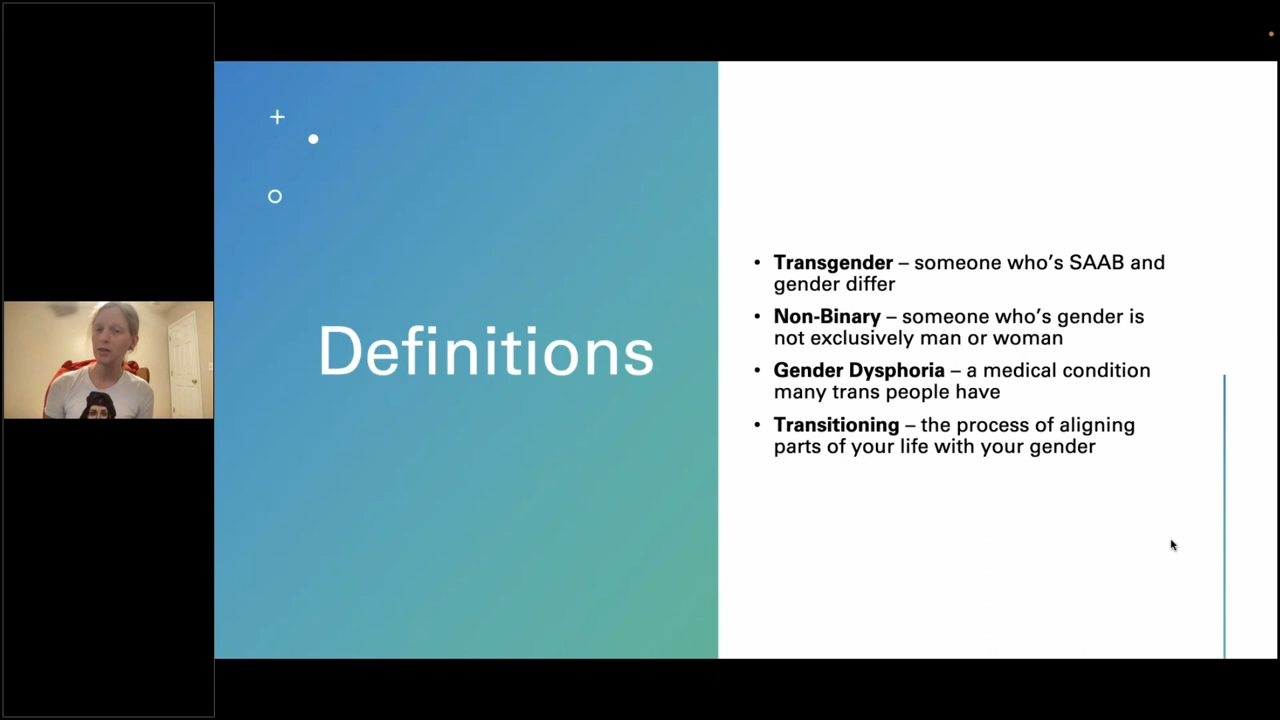 Definitions
• Transgender – someone who’s SAAB and
gender differ
• Non-Binary – someone who’s gender is
not exclusively man or woman
• Gender Dysphoria – a medical condition
many trans people have
• Transitioning – the process of aligning
parts of your life with your gender